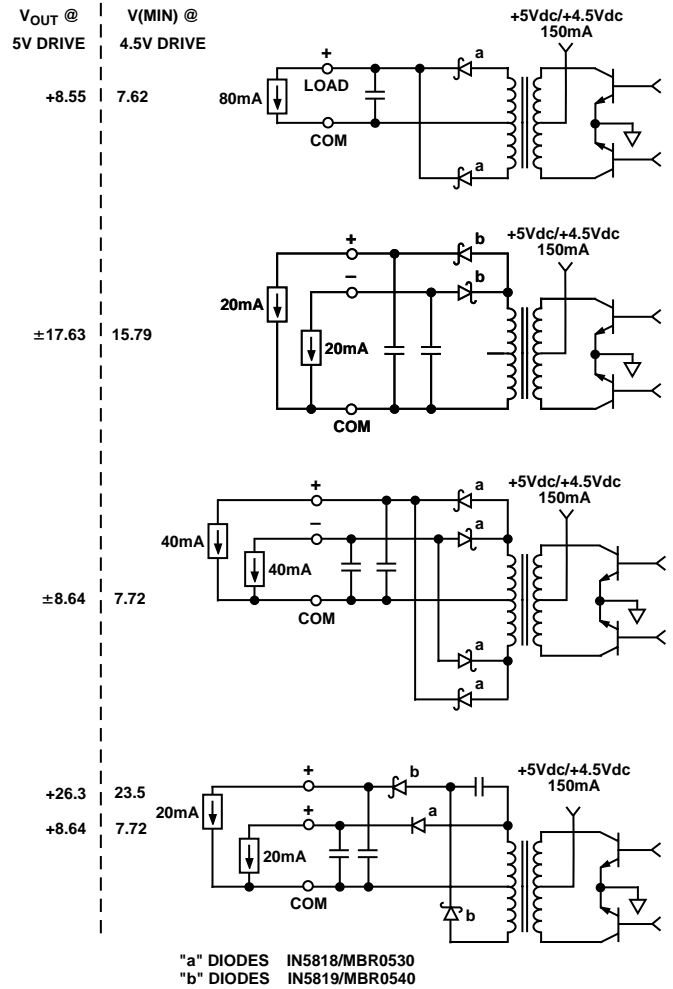 V_OUT @ 5V DRIVE
V(MIN) @ 4.5V DRIVE
+8.55
7.62
80mA
+
LOAD
COM
a
a
+5Vdc/+4.5Vdc
150mA
±17.63
15.79
20mA
20mA
+
−
COM
b
b
+5Vdc/+4.5Vdc
150mA
±8.64
7.72
40mA
40mA
+
−
COM
a
a
a
a
+5Vdc/+4.5Vdc
150mA
+26.3
23.5
+8.64
7.72
20mA
20mA
+
+
COM
b
a
b
+5Vdc/+4.5Vdc
150mA
"a" DIODES IN5818/MBR0530
"b" DIODES IN5819/MBR0540